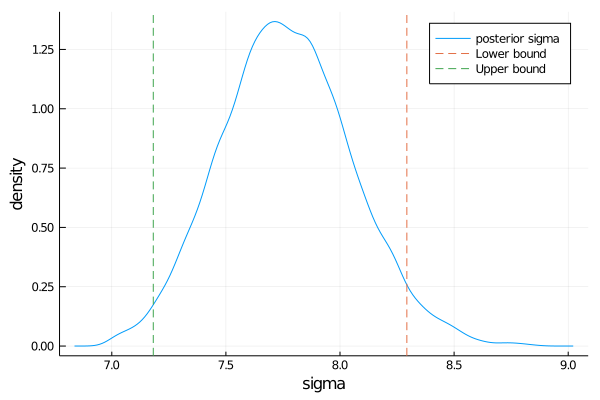 posterior sigma
Lower bound
Upper bound
density
1.25
1.00
0.75
0.50
0.25
0.00
7.0 7.5 8.0 8.5 9.0
sigma